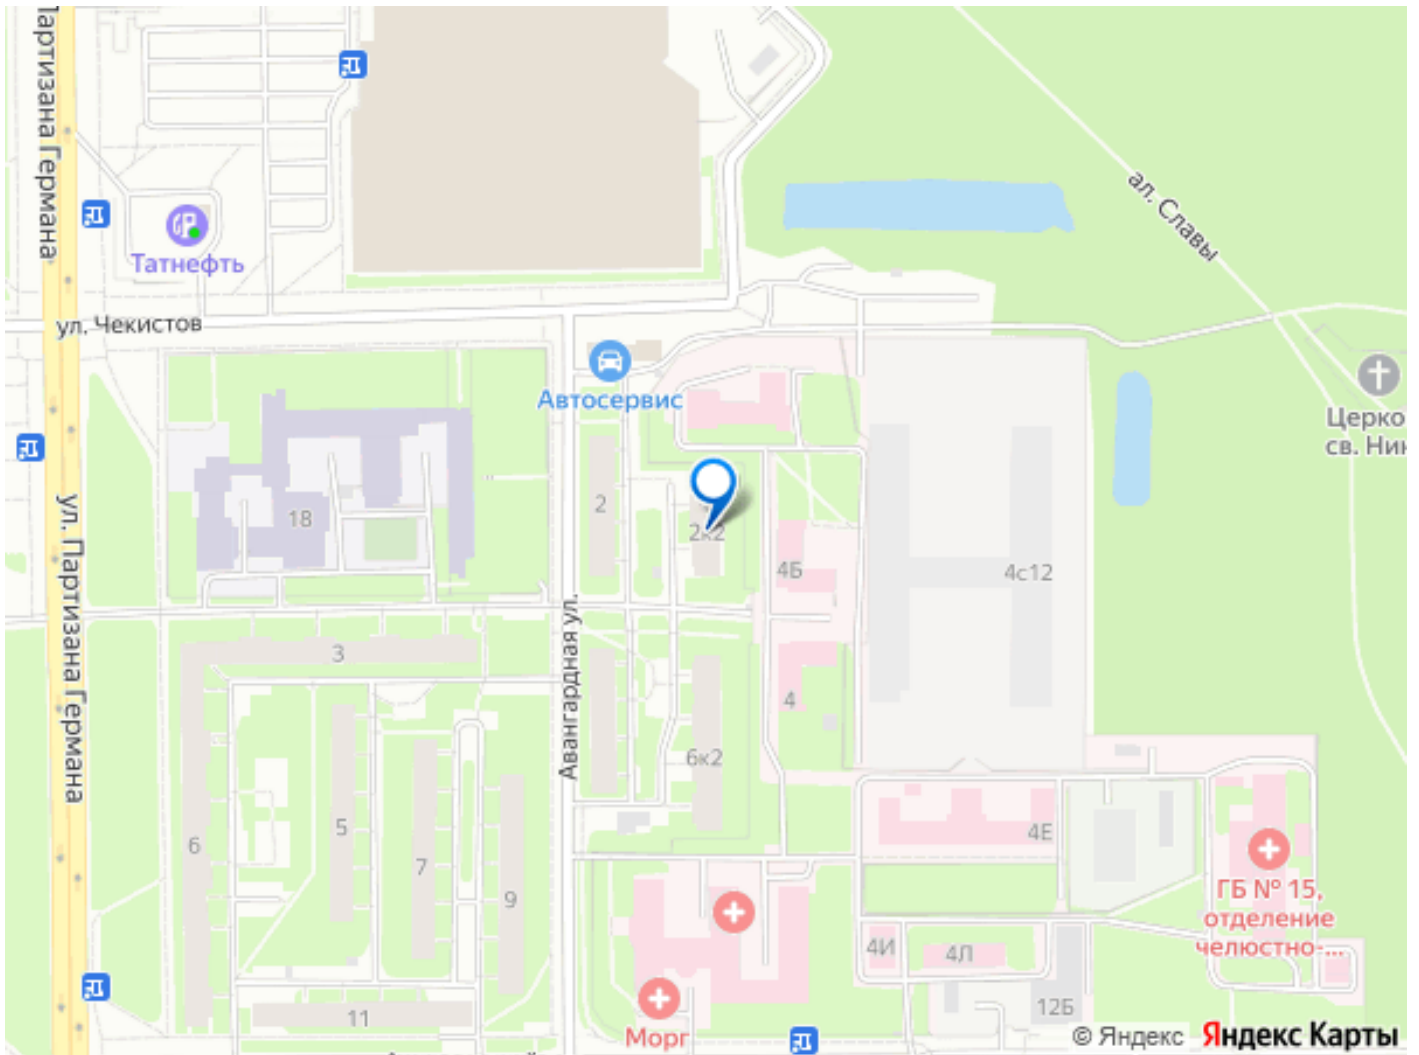 Партизана Германа
Татнефть
ал. Славы
ул. Чекистов
Автосервис
Церко
св. Ник
2
18
2к2
4Б
4с12
ул. Партизана Германа
Авангардная ул.
3
4
6к2
5
6
7
9
4Е
ГБ № 15,
отделение
челюстно-...
4И
4Л
12Б
11
Морг
© Яндекс Яндекс Карты